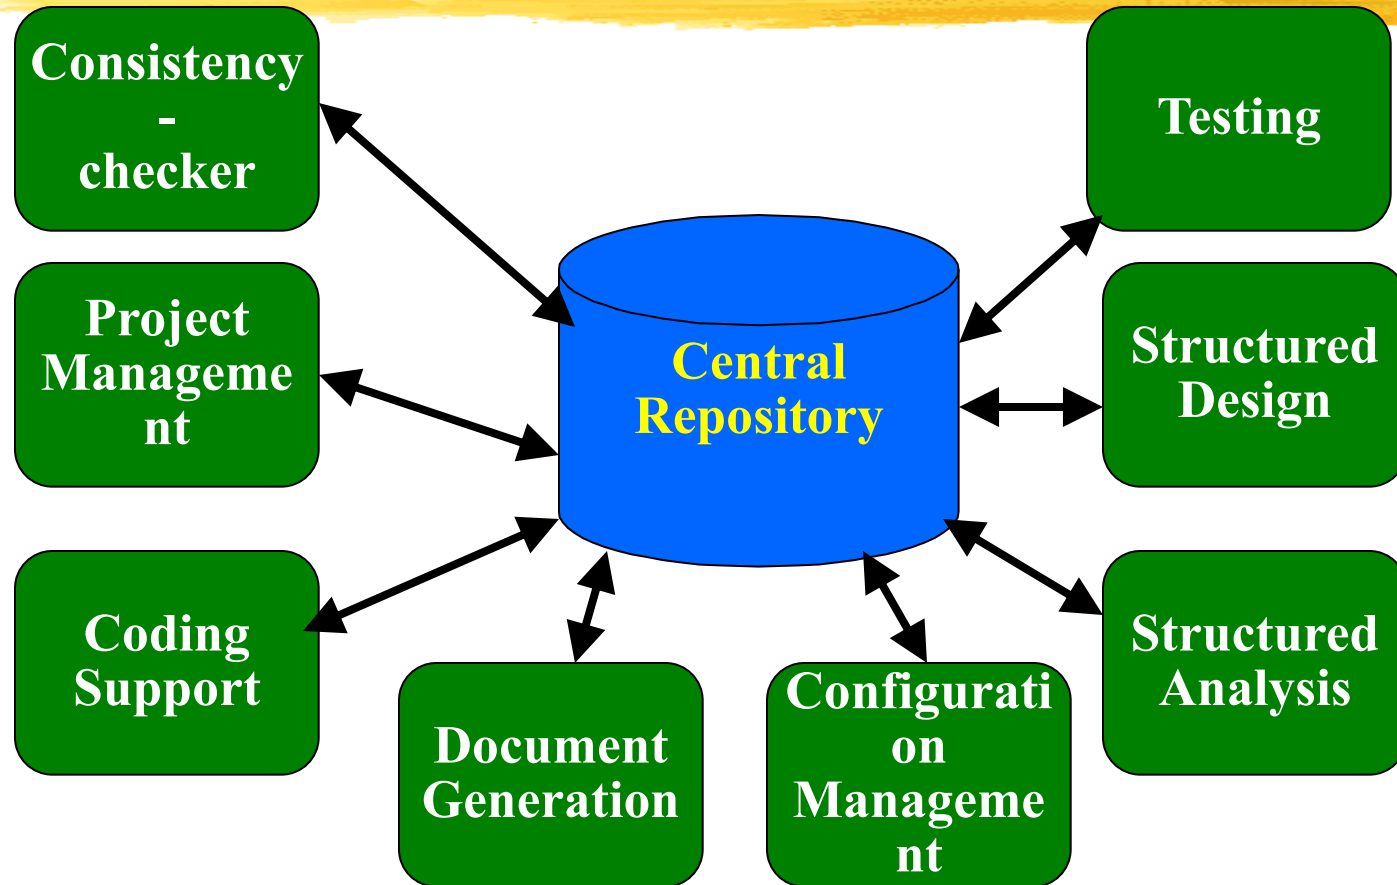 Consistency
-
checker
Testing
Project
Manageme
nt
Central
Repository
Structured
Design
Coding
Support
Structured
Analysis
Document
Generation
Configurati
on
Manageme
nt